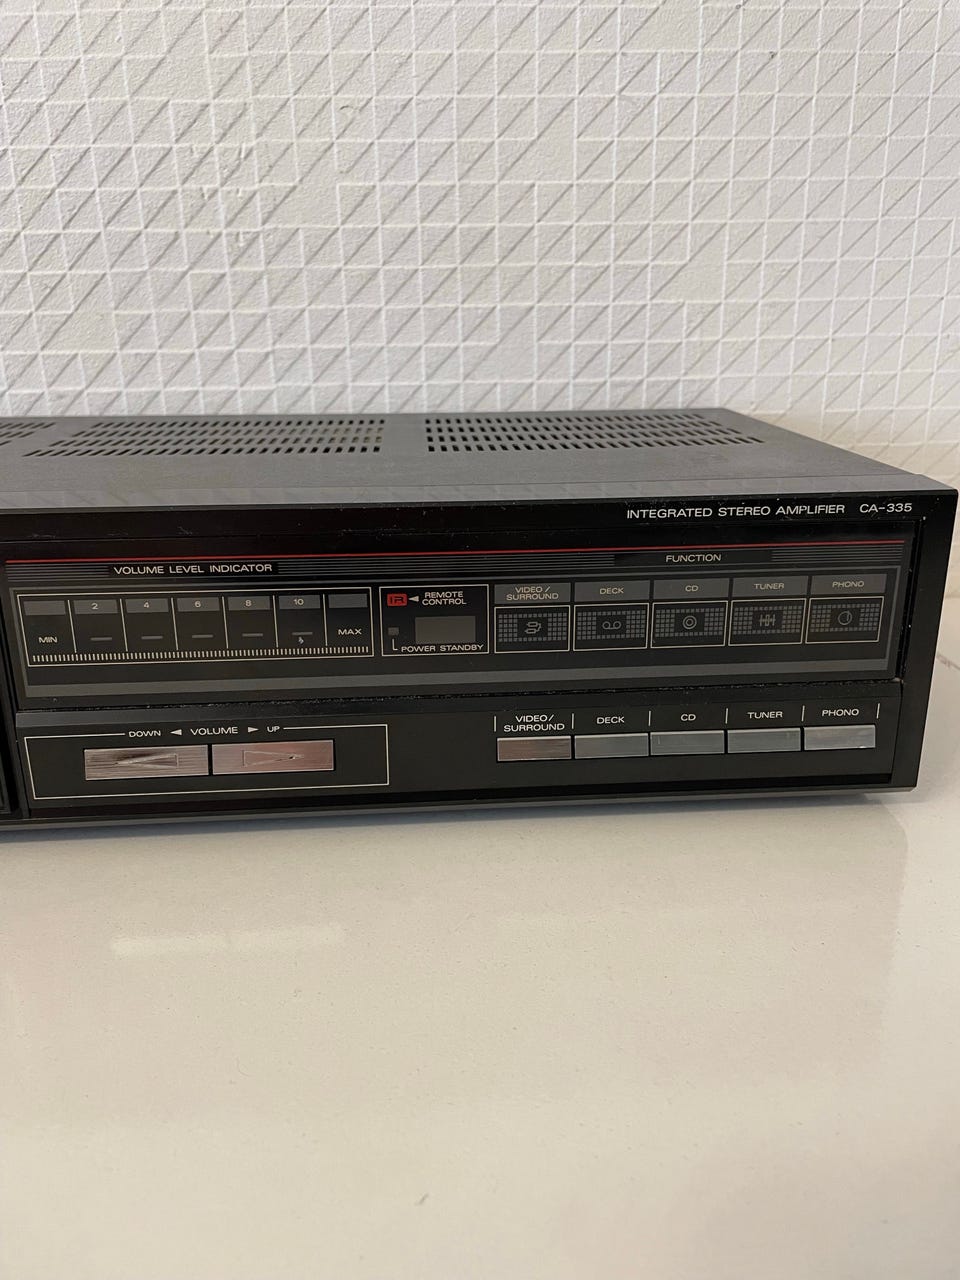 INTEGRATED STEREO AMPLIFIER CA-335
VOLUME LEVEL INDICATOR
FUNCTION
2 4 6 8 10
MIN
MAX
IR ◄ REMOTE
CONTROL
POWER STANDBY
VIDEO/
SURROUND
DECK
CD
TUNER
PHONO
DOWN ◄ VOLUME ► UP
VIDEO/
SURROUND
DECK
CD
TUNER
PHONO